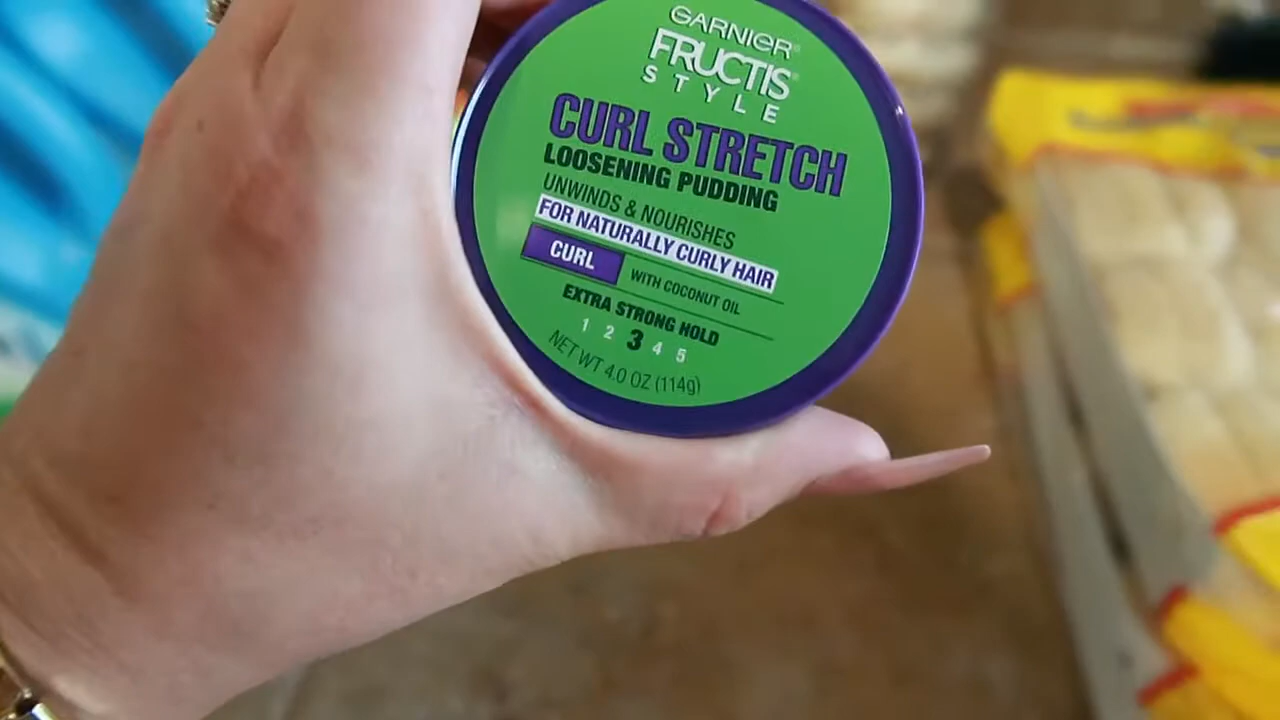 GARNIER
FRUCTIS
STYLE
CURL STRETCH
LOOSENING PUDDING
UNWINDS & NOURISHES
FOR NATURALLY CURLY HAIR
CURL WITH COCONUT OIL
EXTRA STRONG HOLD
1 2 3 4 5
NET WT 4.0 OZ (114g)